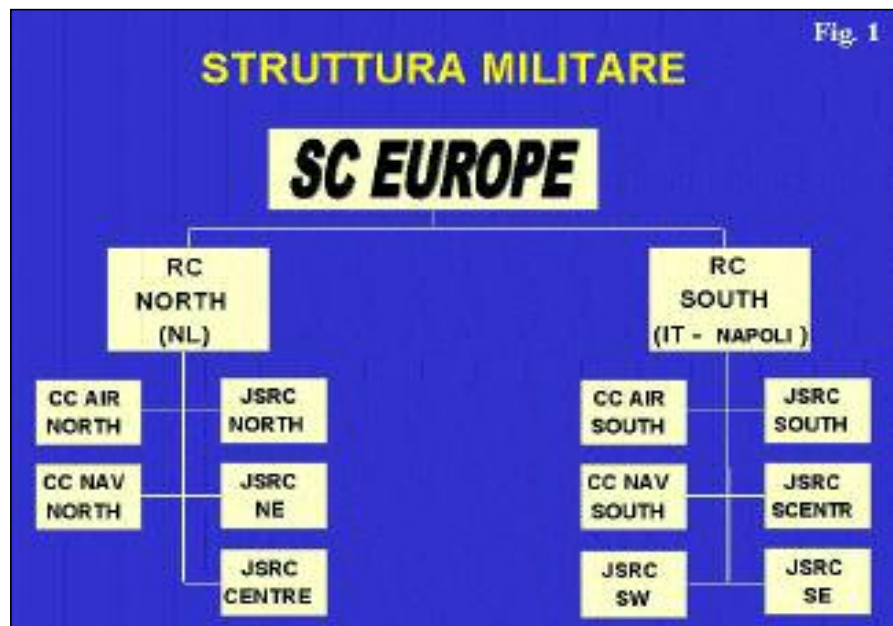 Fig. 1
STRUTTURA MILITARE
SC EUROPE
RC
NORTH
(NL)
RC
SOUTH
(IT - NAPOLI )
CC AIR
NORTH
JSRC
NORTH
CC AIR
SOUTH
JSRC
SOUTH
CC NAV
NORTH
JSRC
NE
CC NAV
SOUTH
JSRC
SCENTR
JSRC
CENTRE
JSRC
SW
JSRC
SE